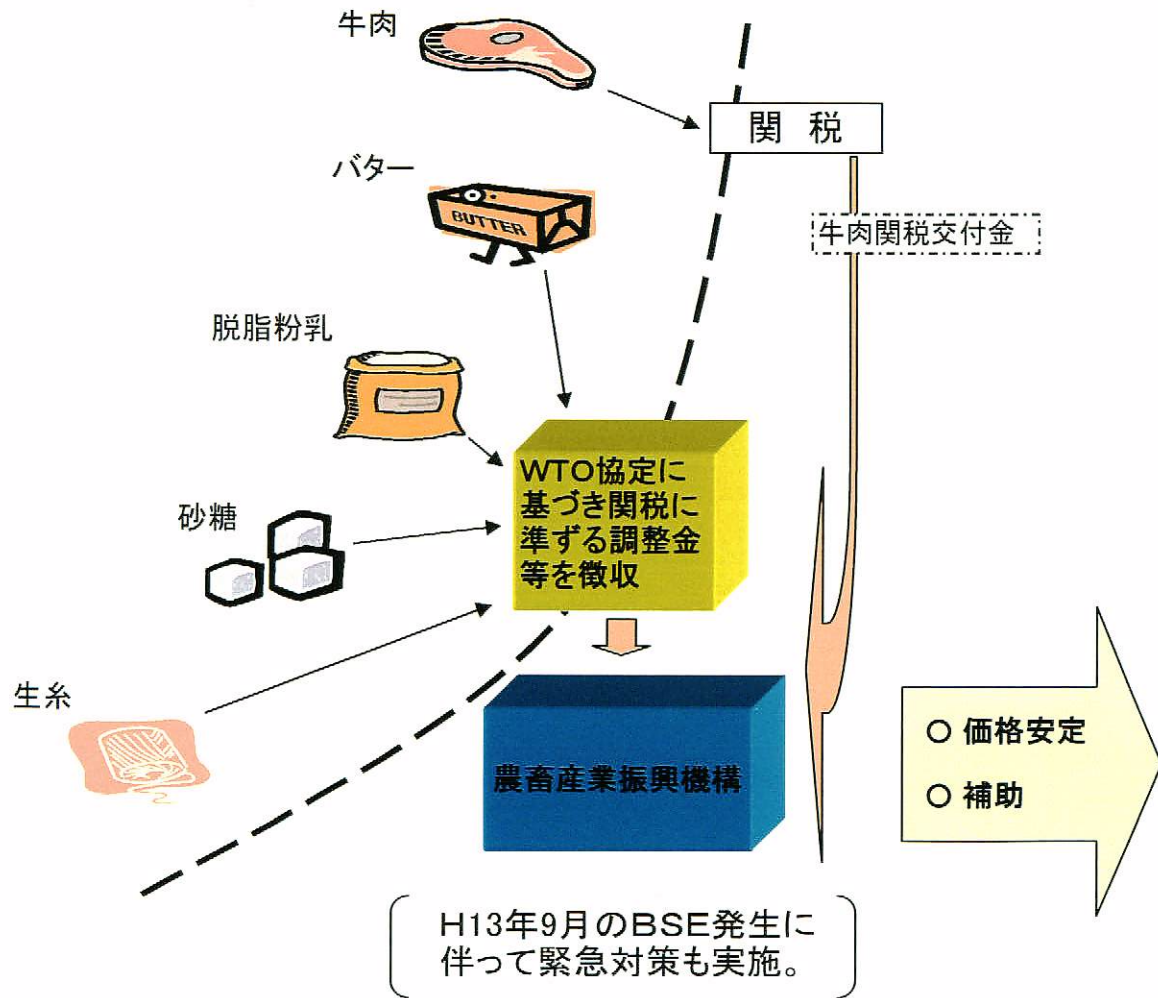 牛肉
関 税
バター
BUTTER
牛肉関税交付金
脱脂粉乳
WTO協定に
基づき関税に
準ずる調整金
等を徴収
砂糖
生糸
農畜産業振興機構
○ 価格安定
○ 補助
H13年9月のBSE発生に
伴って緊急対策も実施。